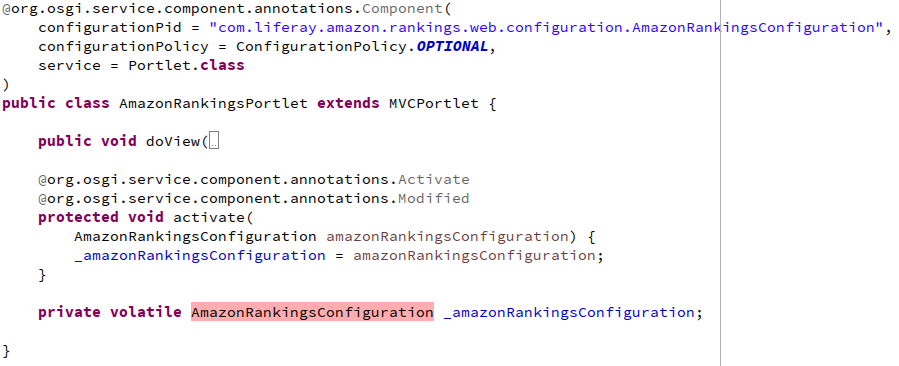 @org.osgi.service.component.annotations.Component(
    configurationPid = "com.liferay.amazon.rankings.web.configuration.AmazonRankingsConfiguration",
    configurationPolicy = ConfigurationPolicy.OPTIONAL,
    service = Portlet.class
)
public class AmazonRankingsPortlet extends MVCPortlet {
    public void doView(..
    @org.osgi.service.component.annotations.Activate
    @org.osgi.service.component.annotations.Modified
    protected void activate(
        AmazonRankingsConfiguration amazonRankingsConfiguration) {
        _amazonRankingsConfiguration = amazonRankingsConfiguration;
    }
    private volatile AmazonRankingsConfiguration _amazonRankingsConfiguration;
}